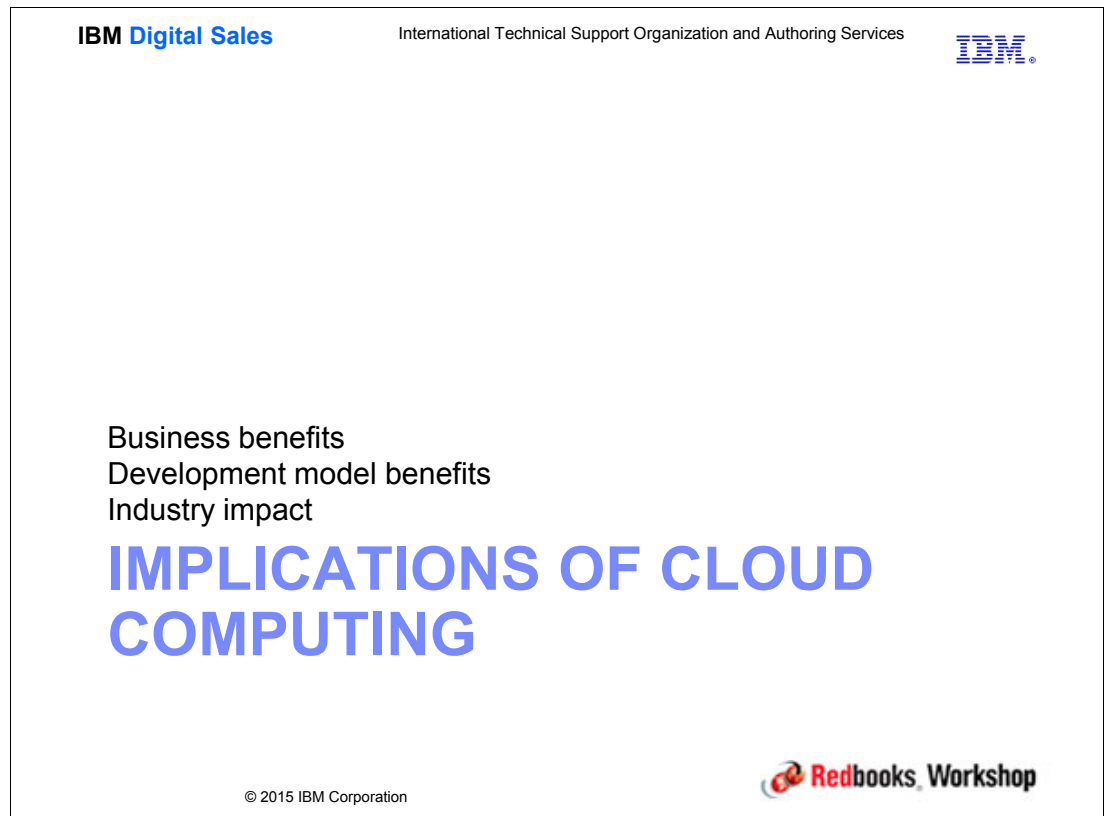 IBM Digital Sales
International Technical Support Organization and Authoring Services
IBM®
Business benefits
Development model benefits
Industry impact
IMPLICATIONS OF CLOUD
COMPUTING
© 2015 IBM Corporation
Redbooks® Workshop